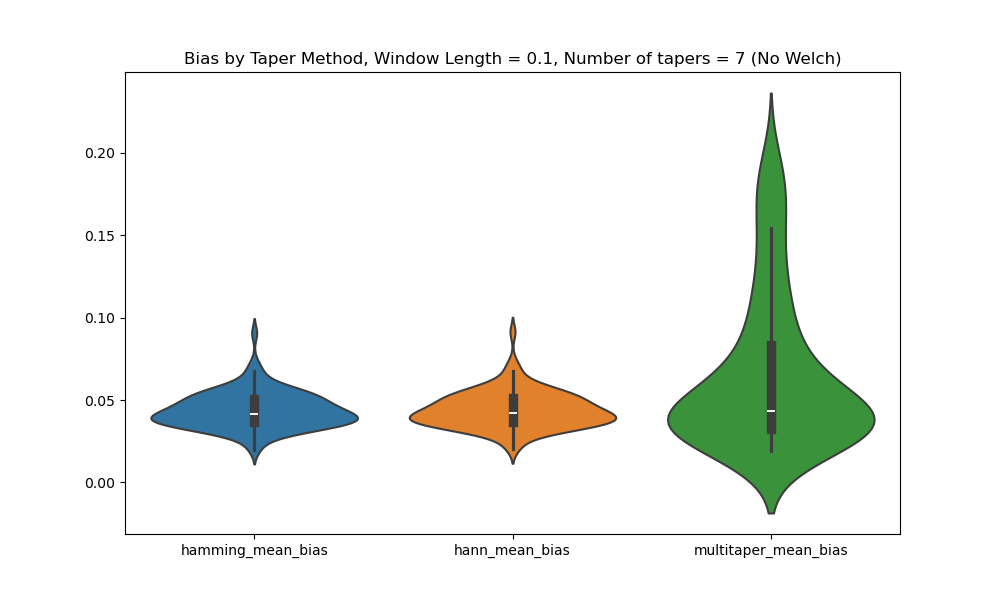 Bias by Taper Method, Window Length = 0.1, Number of tapers = 7 (No Welch)
0.20
0.15
0.10
0.05
0.00
hamming_mean_bias
hann_mean_bias
multitaper_mean_bias